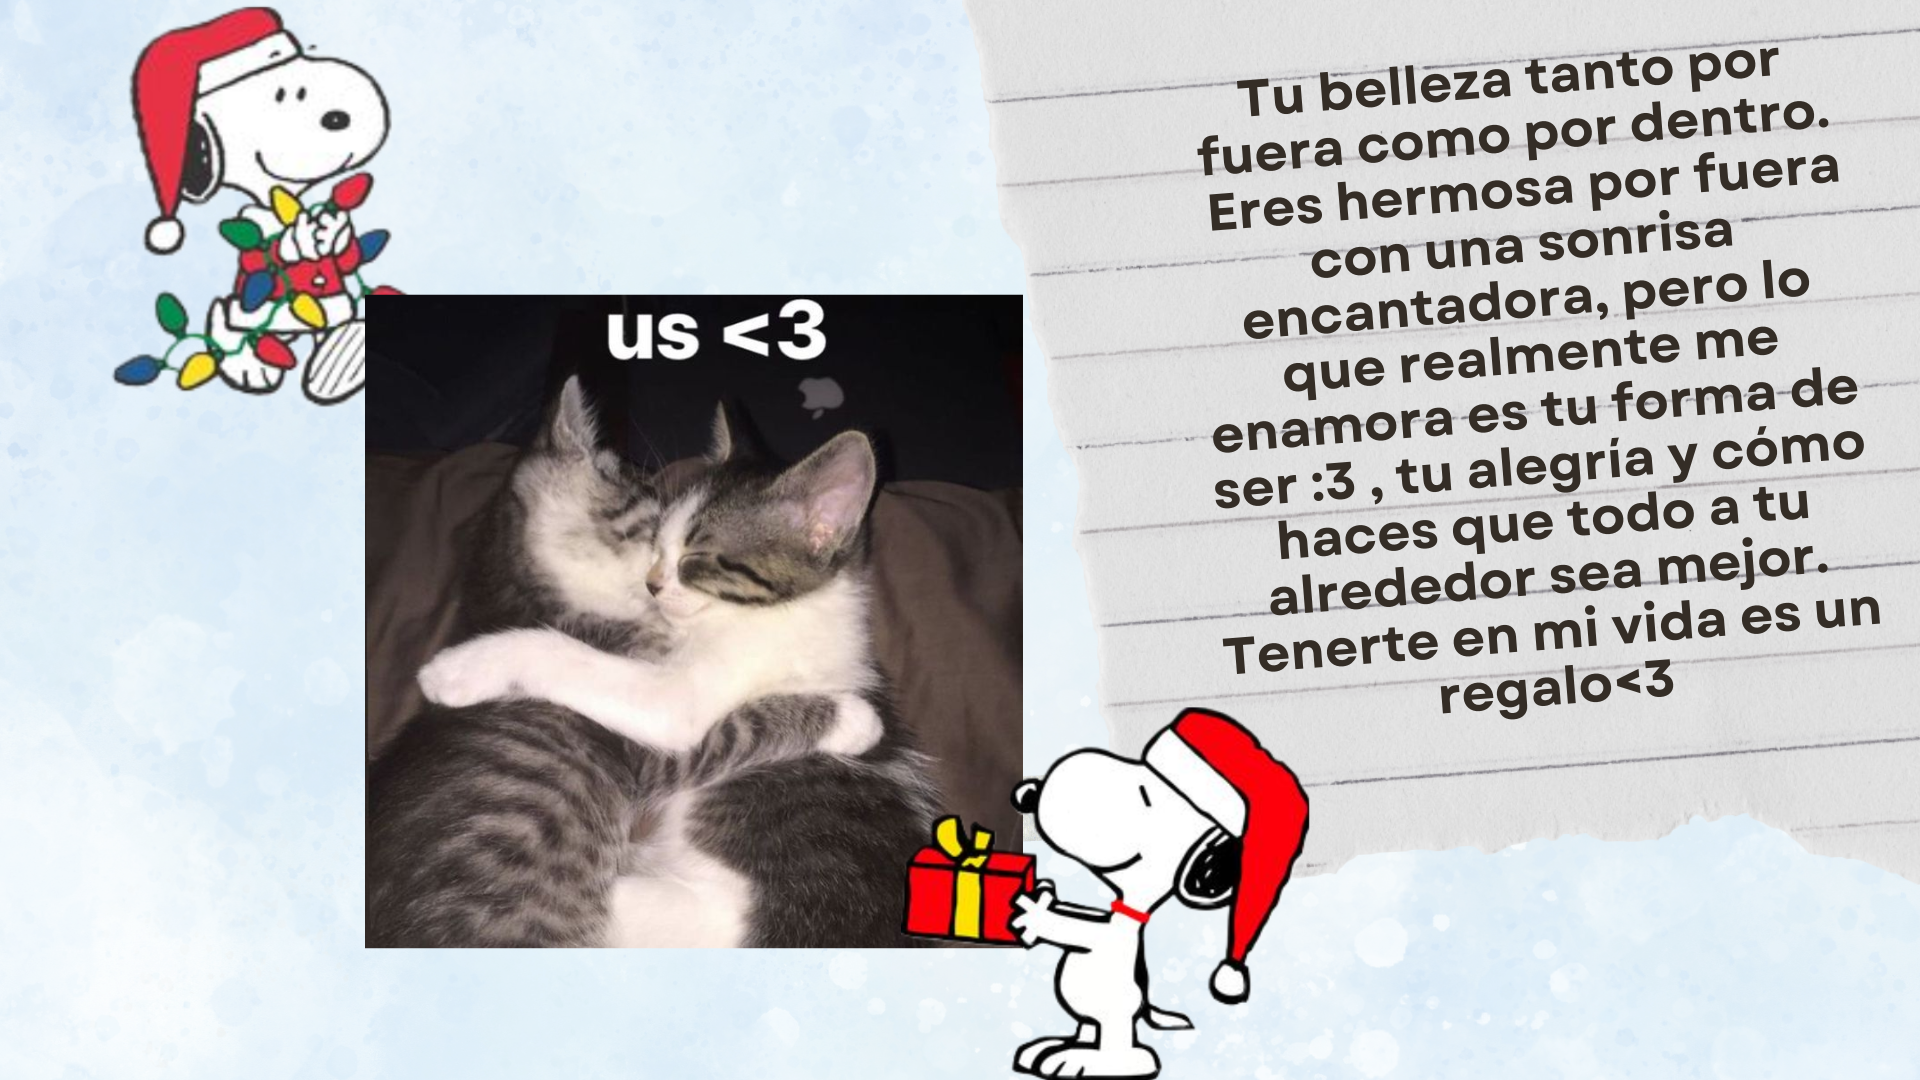 us <3
Tu belleza tanto por
fuera como por dentro.
Eres hermosa por fuera
con una sonrisa
encantadora, pero lo
que realmente me
enamora es tu forma de
ser :3 , tu alegría y cómo
haces que todo a tu
alrededor sea mejor.
Tenerte en mi vida es un
regalo<3